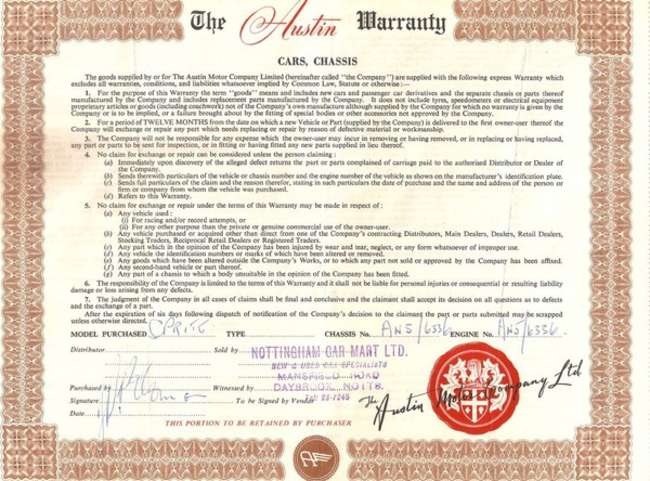 The Austin Warranty
CARS, CHASSIS
The goods supplied by or for The Austin Motor Company Limited (hereinafter called "the Company") are supplied with the following express Warranty which
excludes all warranties, conditions, and liabilities whatsoever implied by Common Law, Statute or otherwise:—
1. For the purpose of this Warranty the term "goods" means and includes new cars and passenger car derivatives and the separate chassis or parts thereof
manufactured by the Company and includes replacement parts manufactured by the Company. It does not include tyres, speedometers or electrical equipment
proprietary articles or goods (including coachwork) not of the Company's own manufacture although supplied by the Company for which no warranty is given by the
Company or is to be implied, or a failure brought about by the fitting of special bodies or other accessories not approved by the Company.
2. For a period of TWELVE MONTHS from the date on which a new Vehicle or Part (supplied by the Company) is delivered to the first owner-user thereof the
Company will exchange or repair any part which needs replacing or repair by reason of defective material or workmanship.
3. The Company will not be responsible for any expense which the owner-user may incur in removing or having removed, or in replacing or having replaced,
any part or parts to be sent for inspection, or in fitting or having fitted any new parts supplied in lieu thereof.
4. No claim for exchange or repair can be considered unless the person claiming:
(a) Immediately upon discovery of the alleged defect returns the part or parts complained of carriage paid to the authorised Distributor or Dealer of
the Company.
(b) Sends therewith particulars of the vehicle or chassis number and the engine number of the vehicle as shown on the manufacturer's identification plate.
(c) Sends full particulars of the claim and the reason therefor, stating in such particulars the date of purchase and the name and address of the person or
firm or company from whom the vehicle was purchased.
(d) Refers to this Warranty.
5. No claim for exchange or repair under the terms of this Warranty may be made in respect of:
(a) Any vehicle used:
(i) For racing and/or record attempts, or
(ii) For any other purpose than the private or genuine commercial use of the owner-user.
(b) Any vehicle purchased or acquired other than direct from one of the Company's contracting Distributors, Main Dealers, Dealers, Retail Dealers,
Stocking Traders, Reciprocal Retail Dealers or Registered Traders.
(c) Any part which in the opinion of the Company has been injured by wear and tear, neglect, or any form whatsoever of improper use.
(d) Any vehicle the identification numbers or marks of which have been altered or removed.
(e) Any goods which have been altered outside the Company's Works, or to which any part not sold or approved by the Company has been affixed.
(f) Any second-hand vehicle or part thereof.
(g) Any part of a chassis to which a body unsuitable in the opinion of the Company has been fitted.
6. The responsibility of the Company is limited to the terms of this Warranty and it shall not be liable for personal injuries or consequential or resulting liability
damage or loss arising from any defects.
7. The judgment of the Company in all cases of claims shall be final and conclusive and the claimant shall accept its decision on all questions as to defects and
the exchange of a part.
After the expiration of six days following dispatch of notification of the Company's decision to the claimant the part or parts submitted may be scrapped
unless otherwise directed.
MODEL PURCHASED SPRITE TYPE CHASSIS No. AN5/6336 ENGINE No. AN5/6336.
Distributor Sold by NOTTINGHAM CAR MART LTD.
NEW & USED CAR SPECIALISTS
MANSFIELD ROAD
Purchased by Witnessed by DAYBROOK, NOTTS.
Signature To be Signed by Vendor 26-7245
Date
The Austin Motor Company Ltd
THIS PORTION TO BE RETAINED BY PURCHASER